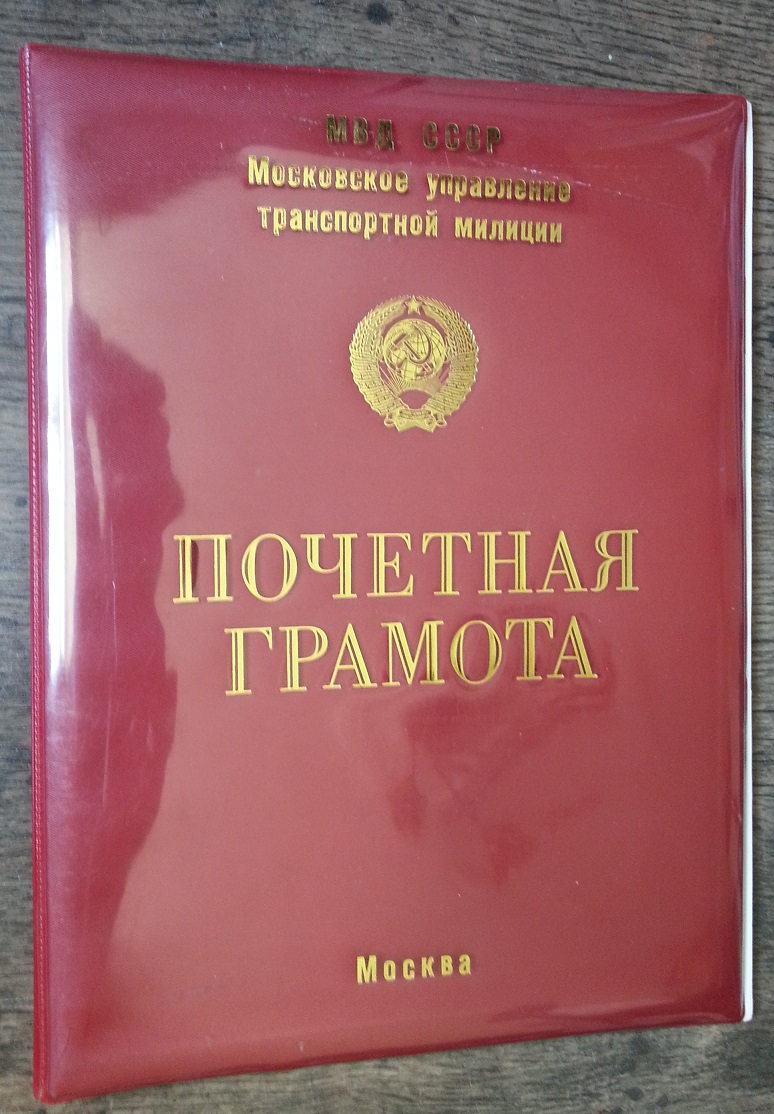 МВД СССР
Московское управление
транспортной милиции
ПОЧЕТНАЯ
ГРАМОТА
Москва